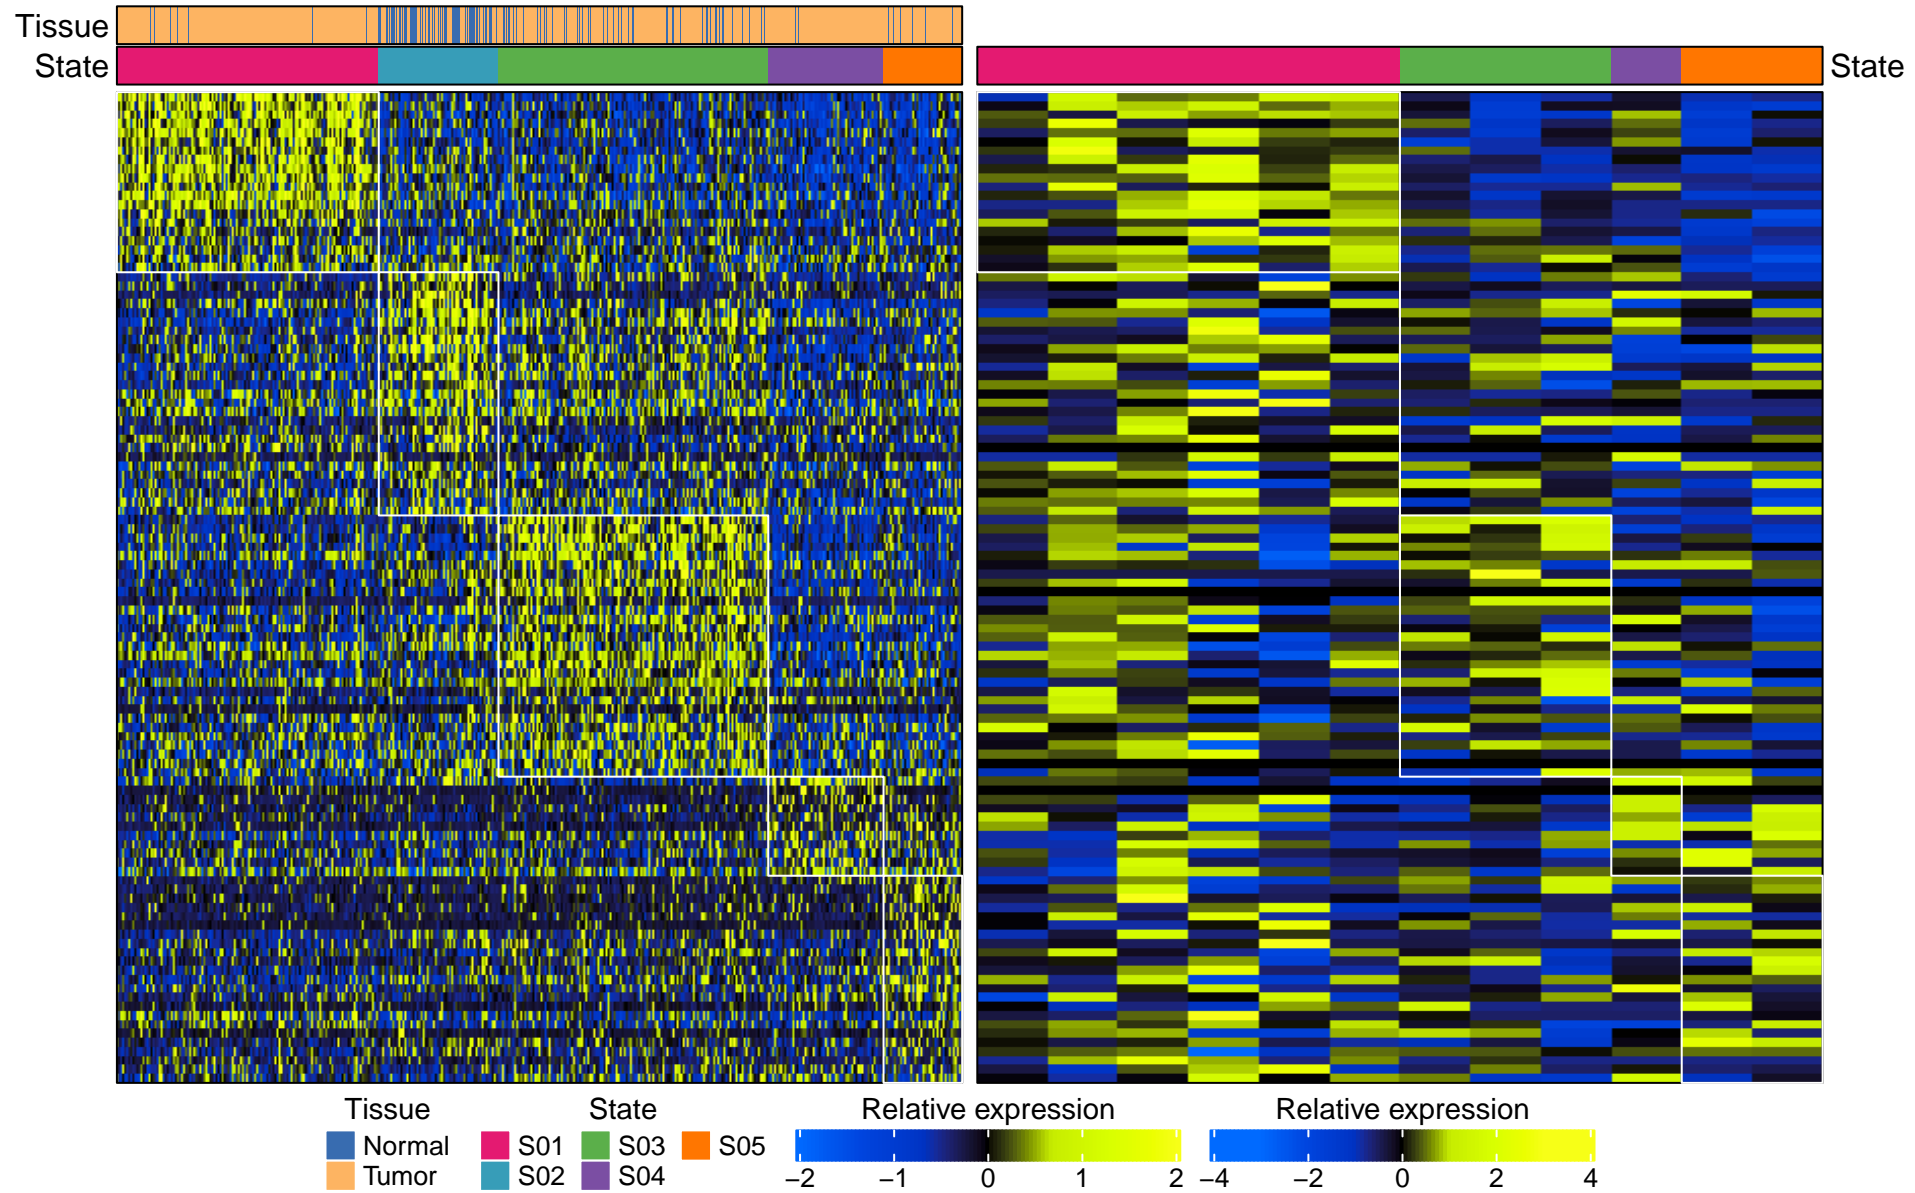 Tissue
State
State
Tissue State Relative expression Relative expression
Normal S01 S03 S05
Tumor S02 S04
−2 −1 0 1 2 −4 −2 0 2 4